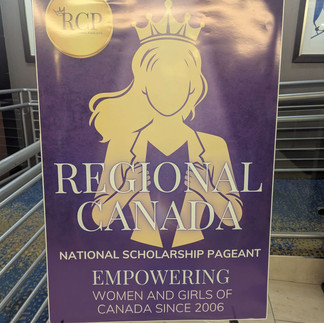 RCP
REGIONAL
CANADA
NATIONAL SCHOLARSHIP PAGEANT
EMPOWERING
WOMEN AND GIRLS OF
CANADA SINCE 2006